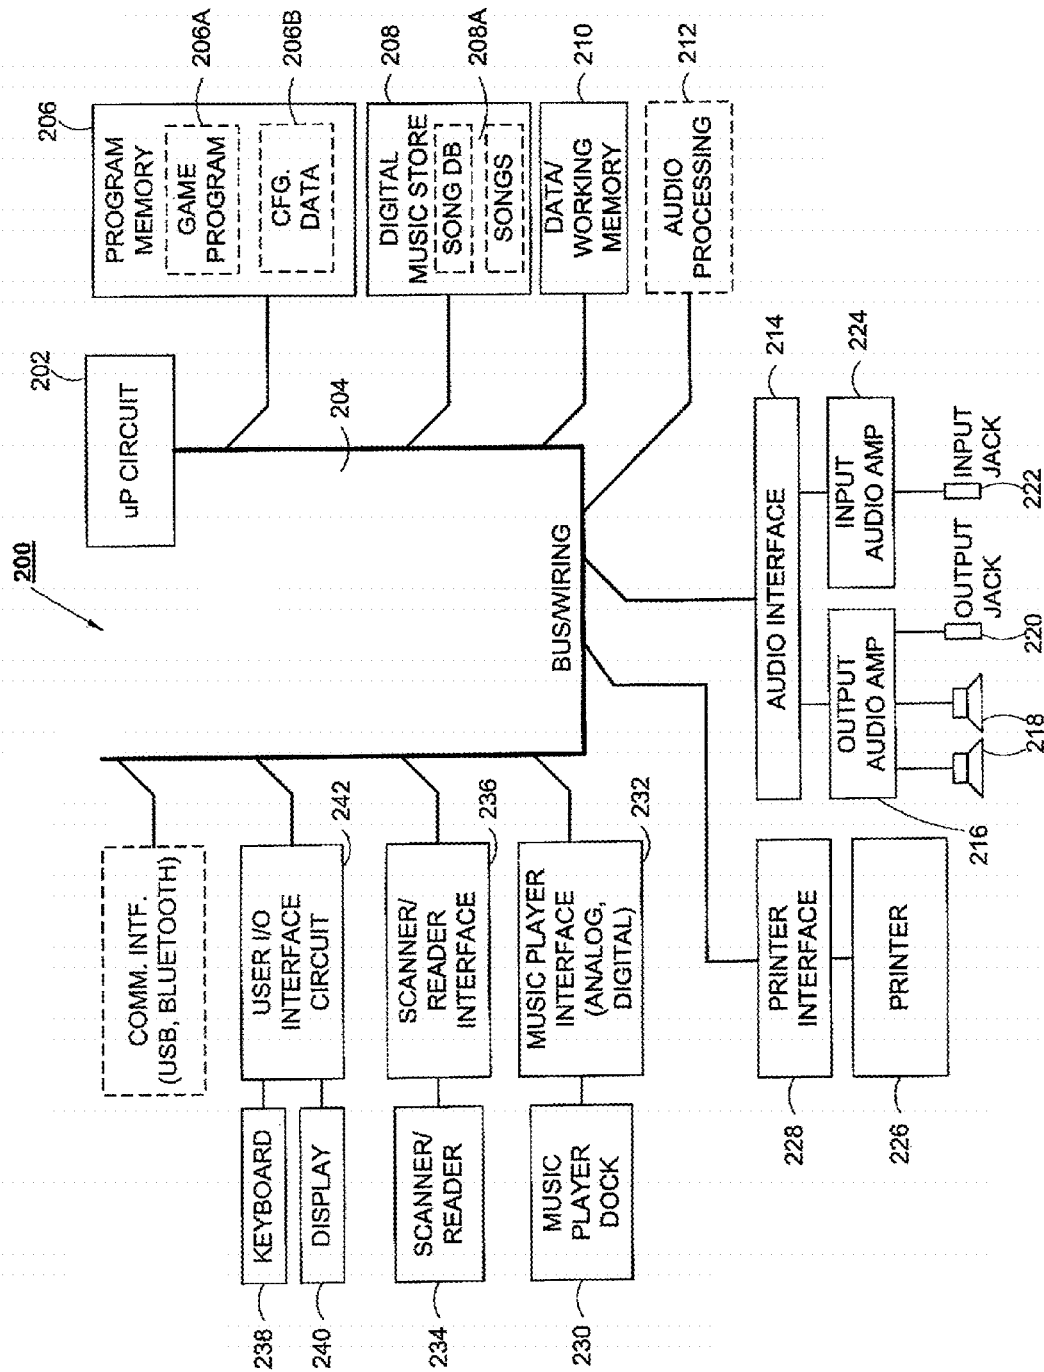 200
202
uP CIRCUIT
204
BUS/WIRING
206
PROGRAM
MEMORY
206A
GAME
PROGRAM
206B
CFG.
DATA
208
DIGITAL
MUSIC STORE
SONG DB
208A
SONGS
210
DATA/
WORKING
MEMORY
212
AUDIO
PROCESSING
COMM. INTF.
(USB, BLUETOOTH)
242
USER I/O
INTERFACE
CIRCUIT
238
KEYBOARD
240
DISPLAY
236
SCANNER/
READER
INTERFACE
234
SCANNER/
READER
232
MUSIC PLAYER
INTERFACE
(ANALOG,
DIGITAL)
230
MUSIC
PLAYER
DOCK
228
PRINTER
INTERFACE
226
PRINTER
214
AUDIO INTERFACE
216
OUTPUT
AUDIO AMP
224
INPUT
AUDIO AMP
218
220
OUTPUT
JACK
222
INPUT
JACK